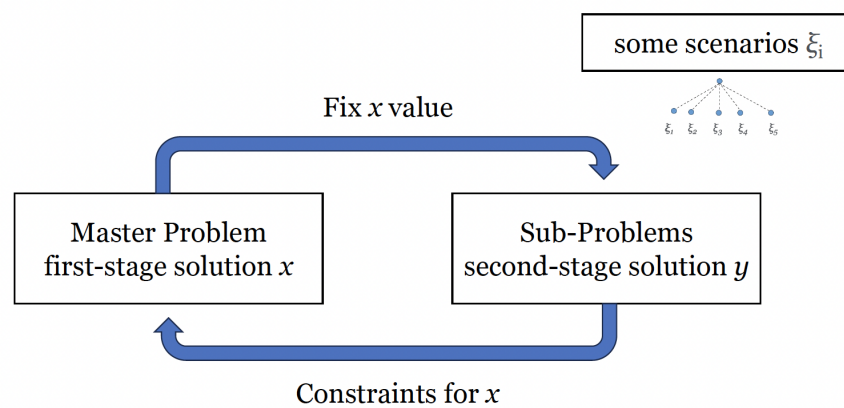 some scenarios ξi
ξ1 ξ2 ξ3 ξ4 ξ5
Fix x value
Master Problem
first-stage solution x
Sub-Problems
second-stage solution y
Constraints for x